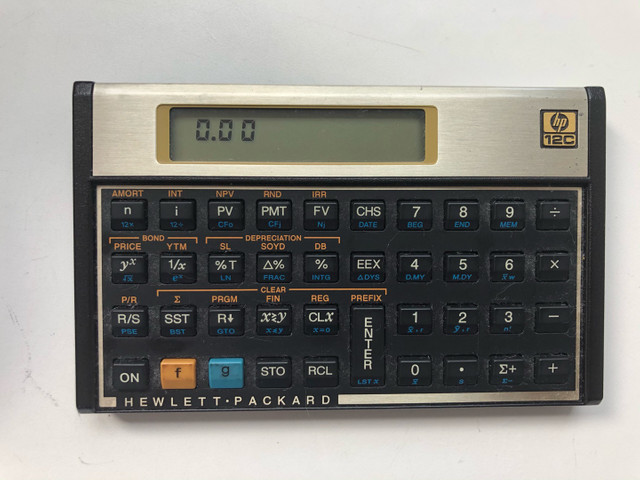 0.00
hp
12C
AMORT INT NPV RND IRR
n i PV PMT FV CHS 7 8 9 ÷
12× 12÷ CFo CFj Nj DATE BEG END MEM
BOND DEPRECIATION
PRICE YTM SL SOYD DB
yˣ 1/x %T Δ% % EEX 4 5 6 ×
√x eˣ LN FRAC INTG ΔDYS D.MY M.DY x̄w
CLEAR
P/R Σ PRGM FIN REG PREFIX
R/S SST R↓ x≷y CLx ENTER 1 2 3 −
PSE BST GTO x≤y x=0 x̂,r ŷ,r n!
ON f g STO RCL 0 · Σ+ +
LST x x̄ s Σ−
HEWLETT·PACKARD